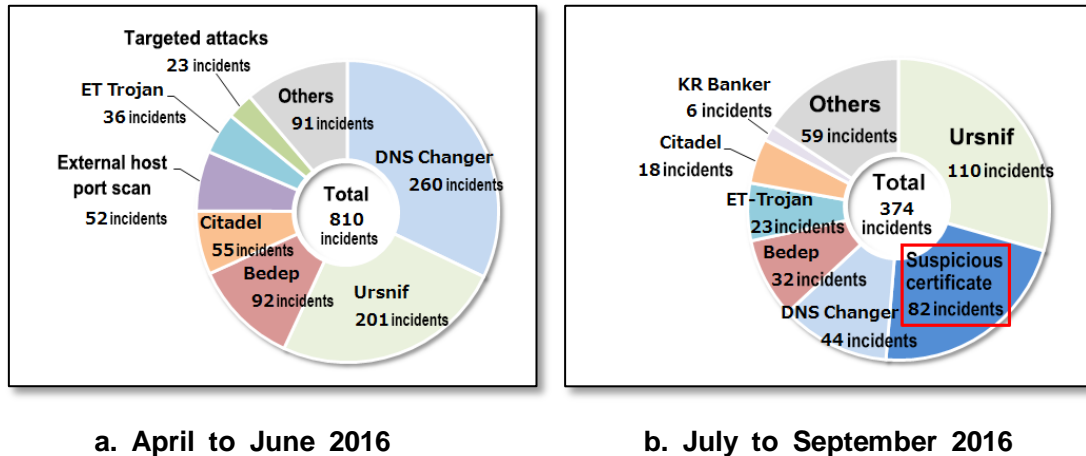 Targeted attacks
23 incidents
ET Trojan
36 incidents
External host
port scan
52 incidents
Citadel
55 incidents
Bedep
92 incidents
Others
91 incidents
DNS Changer
260 incidents
Ursnif
201 incidents
Total
810
incidents
a. April to June 2016
KR Banker
6 incidents
Citadel
18 incidents
ET-Trojan
23 incidents
Bedep
32 incidents
DNS Changer
44 incidents
Others
59 incidents
Ursnif
110 incidents
Suspicious
certificate
82 incidents
Total
374
incidents
b. July to September 2016